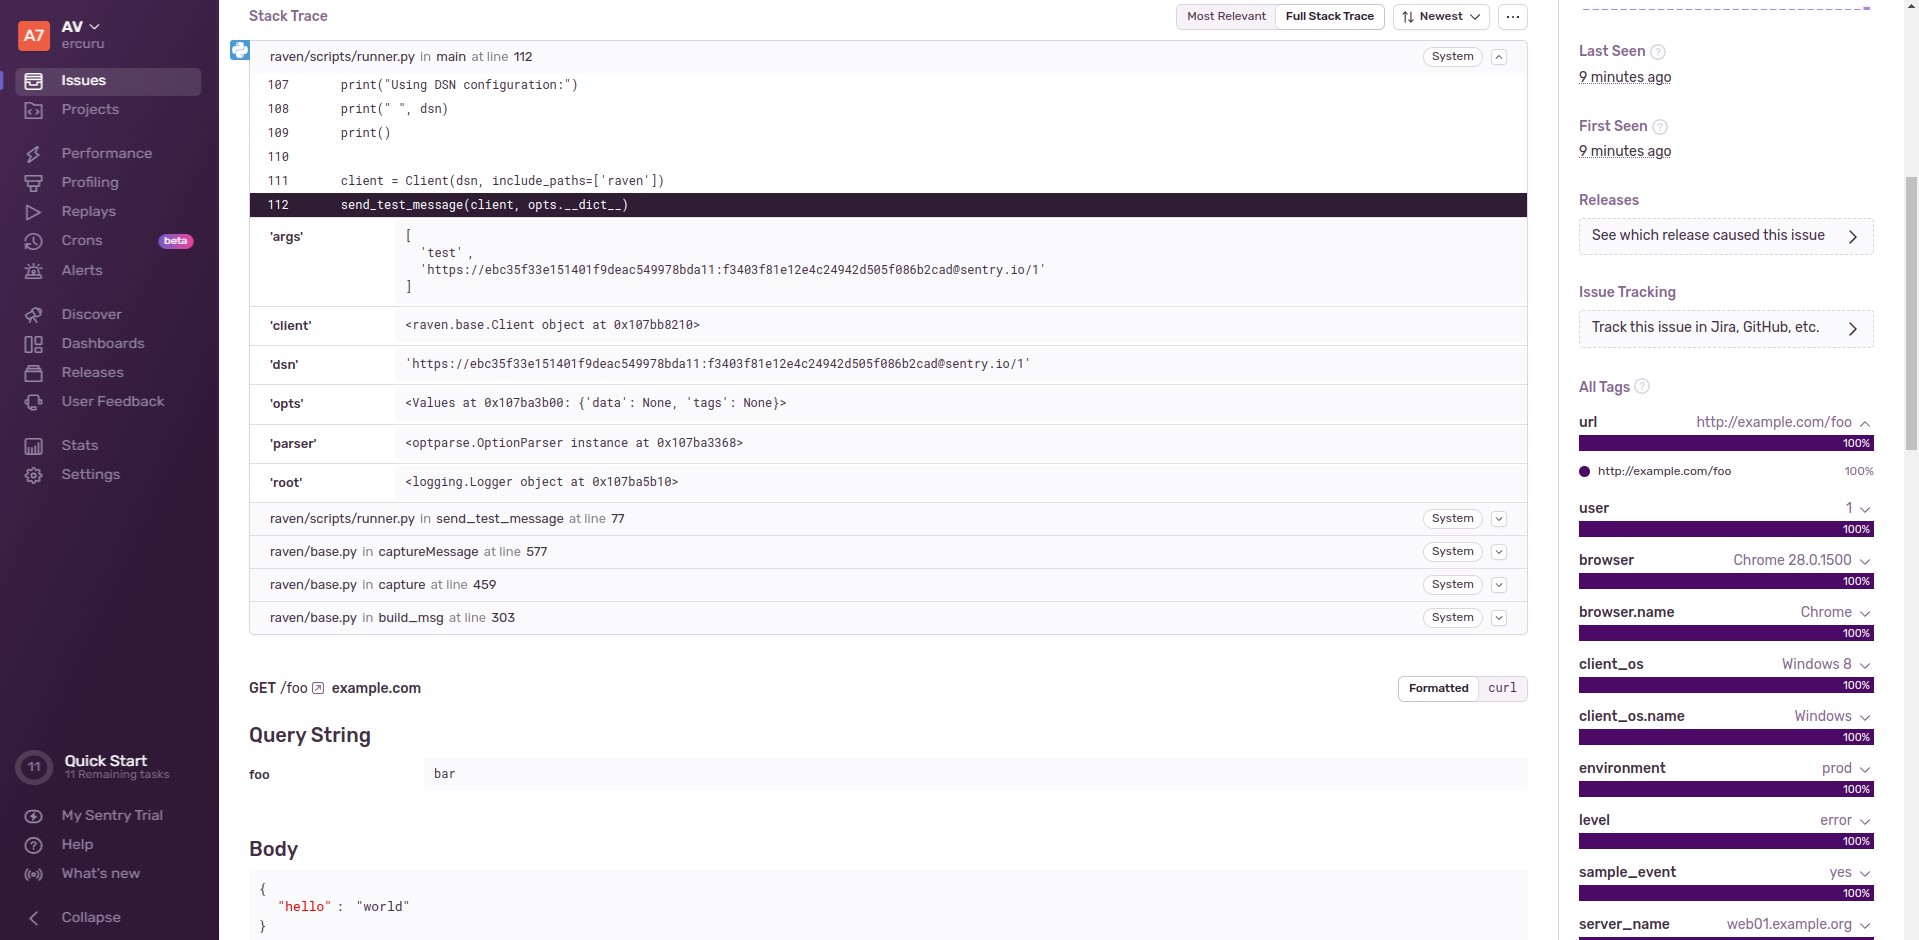 A7
AV
ercuru
Issues
Projects
Performance
Profiling
Replays
Crons beta
Alerts
Discover
Dashboards
Releases
User Feedback
Stats
Settings
11
Quick Start
11 Remaining tasks
My Sentry Trial
Help
What's new
Collapse
Stack Trace
Most Relevant Full Stack Trace Newest
raven/scripts/runner.py in main at line 112 System
107 print("Using DSN configuration:")
108 print(" ", dsn)
109 print()
110
111 client = Client(dsn, include_paths=['raven'])
112 send_test_message(client, opts.__dict__)
'args' [
'test',
'https://ebc35f33e151401f9deac549978bda11:f3403f81e12e4c24942d505f086b2cad@sentry.io/1'
]
'client' <raven.base.Client object at 0x107bb8210>
'dsn' 'https://ebc35f33e151401f9deac549978bda11:f3403f81e12e4c24942d505f086b2cad@sentry.io/1'
'opts' <Values at 0x107ba3b00: {'data': None, 'tags': None}>
'parser' <optparse.OptionParser instance at 0x107ba3368>
'root' <logging.Logger object at 0x107ba5b10>
raven/scripts/runner.py in send_test_message at line 77 System
raven/base.py in captureMessage at line 577 System
raven/base.py in capture at line 459 System
raven/base.py in build_msg at line 303 System
GET /foo example.com Formatted curl
Query String
foo bar
Body
{
"hello": "world"
}
Last Seen ?
9 minutes ago
First Seen ?
9 minutes ago
Releases
See which release caused this issue
Issue Tracking
Track this issue in Jira, GitHub, etc.
All Tags ?
url http://example.com/foo
100%
http://example.com/foo 100%
user 1
100%
browser Chrome 28.0.1500
100%
browser.name Chrome
100%
client_os Windows 8
100%
client_os.name Windows
100%
environment prod
100%
level error
100%
sample_event yes
100%
server_name web01.example.org